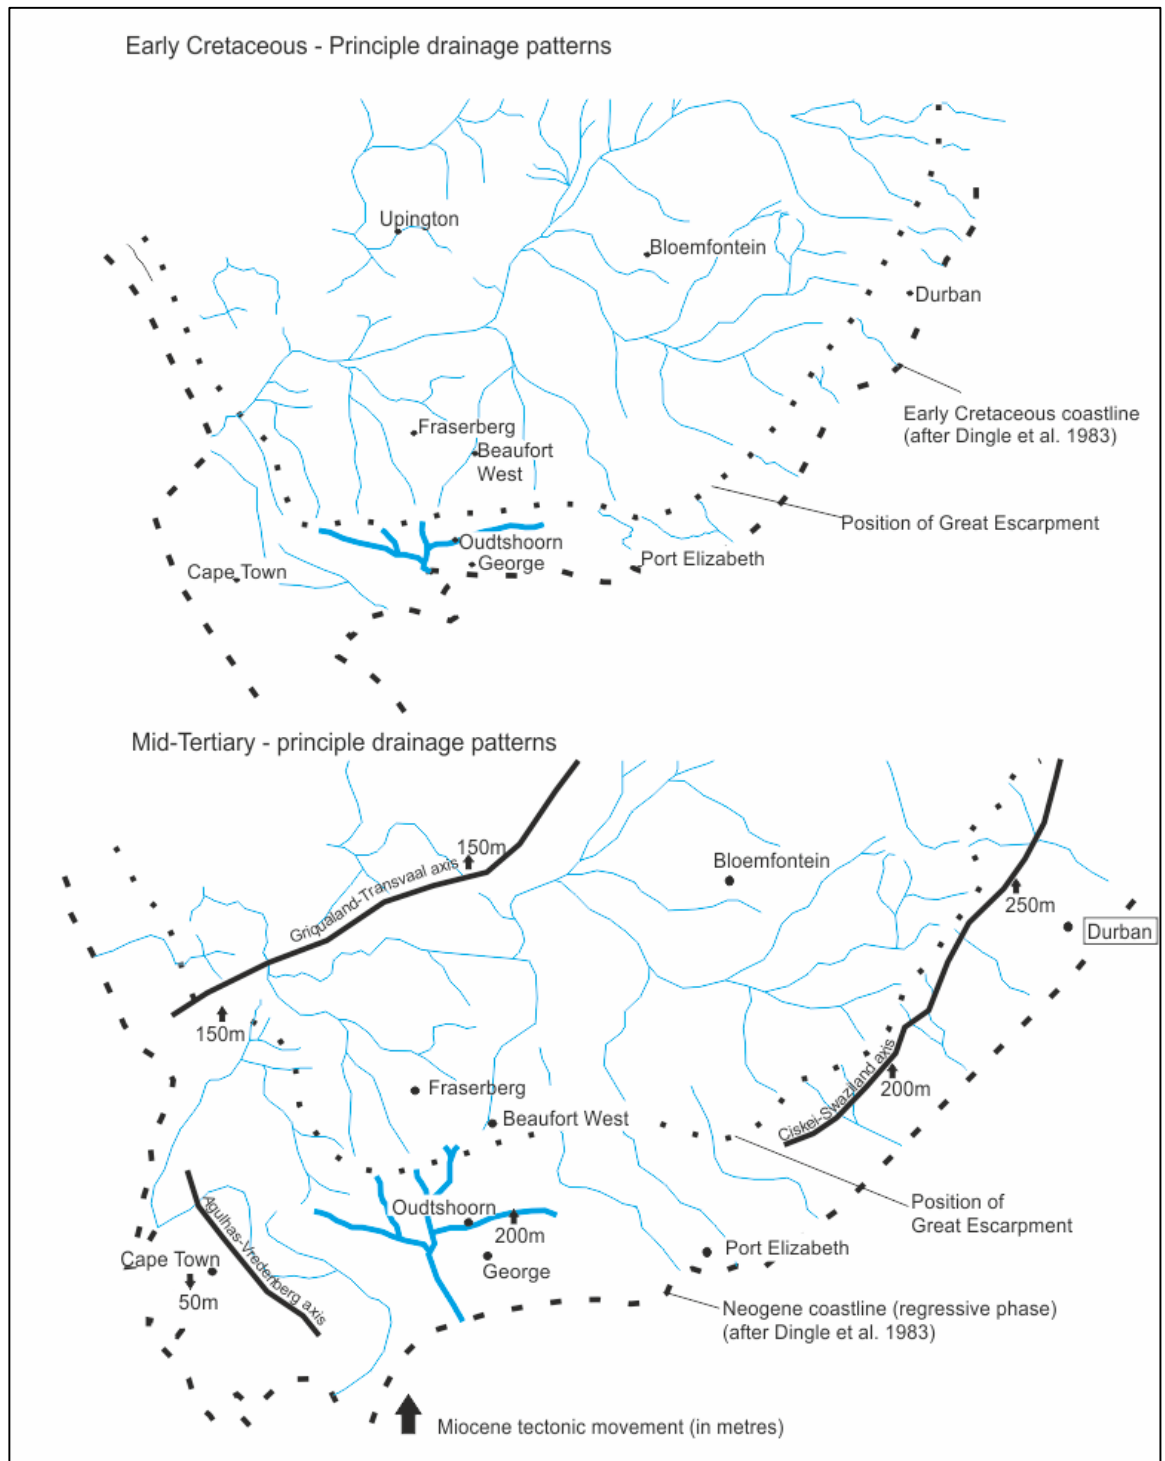 Early Cretaceous - Principle drainage patterns
Upington
Bloemfontein
Durban
Early Cretaceous coastline
(after Dingle et al. 1983)
Fraserberg
Beaufort
West
Position of Great Escarpment
Oudtshoorn
George
Port Elizabeth
Cape Town
Mid-Tertiary - principle drainage patterns
150m
Griqualand-Transvaal axis
Bloemfontein
250m
Durban
150m
Ciskei-Swaziland axis
200m
Fraserberg
Beaufort West
Position of
Great Escarpment
Oudtshoorn
200m
Agulhas-Vredenberg axis
Cape Town
50m
George
Port Elizabeth
Neogene coastline (regressive phase)
(after Dingle et al. 1983)
Miocene tectonic movement (in metres)